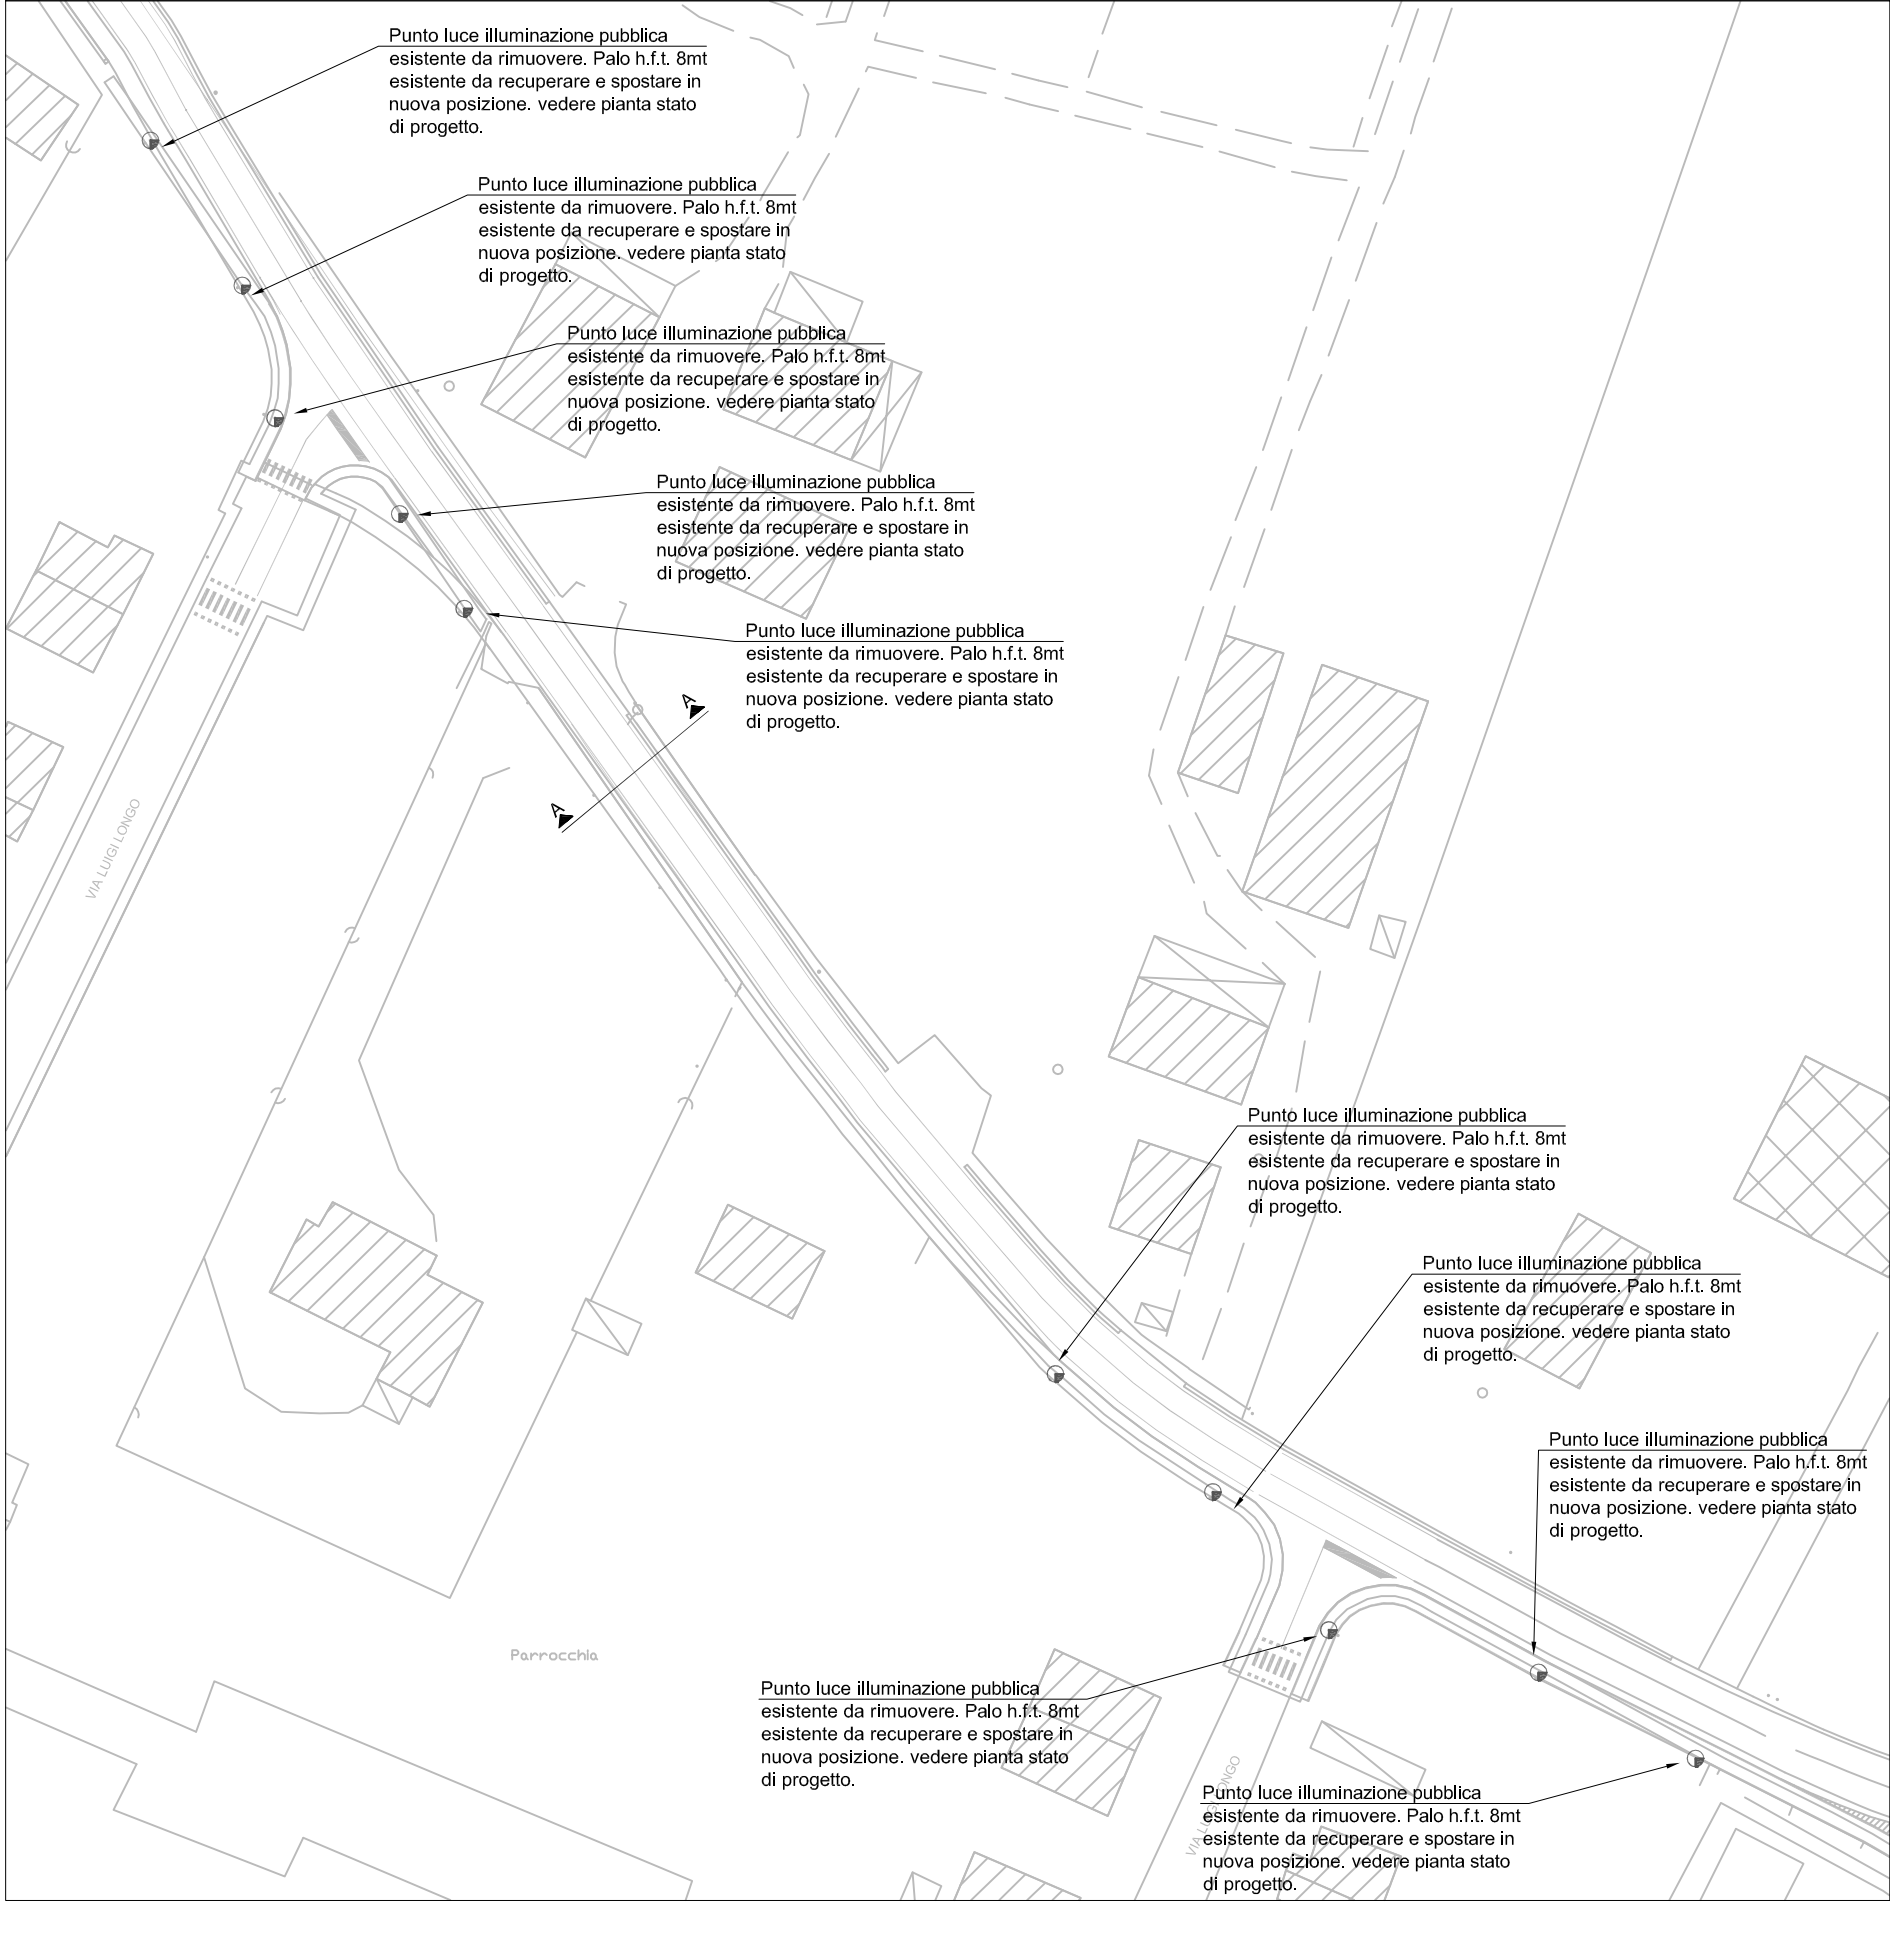 Punto luce illuminazione pubblica
esistente da rimuovere. Palo h.f.t. 8mt
esistente da recuperare e spostare in
nuova posizione. vedere pianta stato
di progetto.
Punto luce illuminazione pubblica
esistente da rimuovere. Palo h.f.t. 8mt
esistente da recuperare e spostare in
nuova posizione. vedere pianta stato
di progetto.
Punto luce illuminazione pubblica
esistente da rimuovere. Palo h.f.t. 8mt
esistente da recuperare e spostare in
nuova posizione. vedere pianta stato
di progetto.
Punto luce illuminazione pubblica
esistente da rimuovere. Palo h.f.t. 8mt
esistente da recuperare e spostare in
nuova posizione. vedere pianta stato
di progetto.
Punto luce illuminazione pubblica
esistente da rimuovere. Palo h.f.t. 8mt
esistente da recuperare e spostare in
nuova posizione. vedere pianta stato
di progetto.
A
A
VIA LUIGI LONGO
Punto luce illuminazione pubblica
esistente da rimuovere. Palo h.f.t. 8mt
esistente da recuperare e spostare in
nuova posizione. vedere pianta stato
di progetto.
Punto luce illuminazione pubblica
esistente da rimuovere. Palo h.f.t. 8mt
esistente da recuperare e spostare in
nuova posizione. vedere pianta stato
di progetto.
Punto luce illuminazione pubblica
esistente da rimuovere. Palo h.f.t. 8mt
esistente da recuperare e spostare in
nuova posizione. vedere pianta stato
di progetto.
Parrocchia
Punto luce illuminazione pubblica
esistente da rimuovere. Palo h.f.t. 8mt
esistente da recuperare e spostare in
nuova posizione. vedere pianta stato
di progetto.
VIA LUIGI LONGO
Punto luce illuminazione pubblica
esistente da rimuovere. Palo h.f.t. 8mt
esistente da recuperare e spostare in
nuova posizione. vedere pianta stato
di progetto.